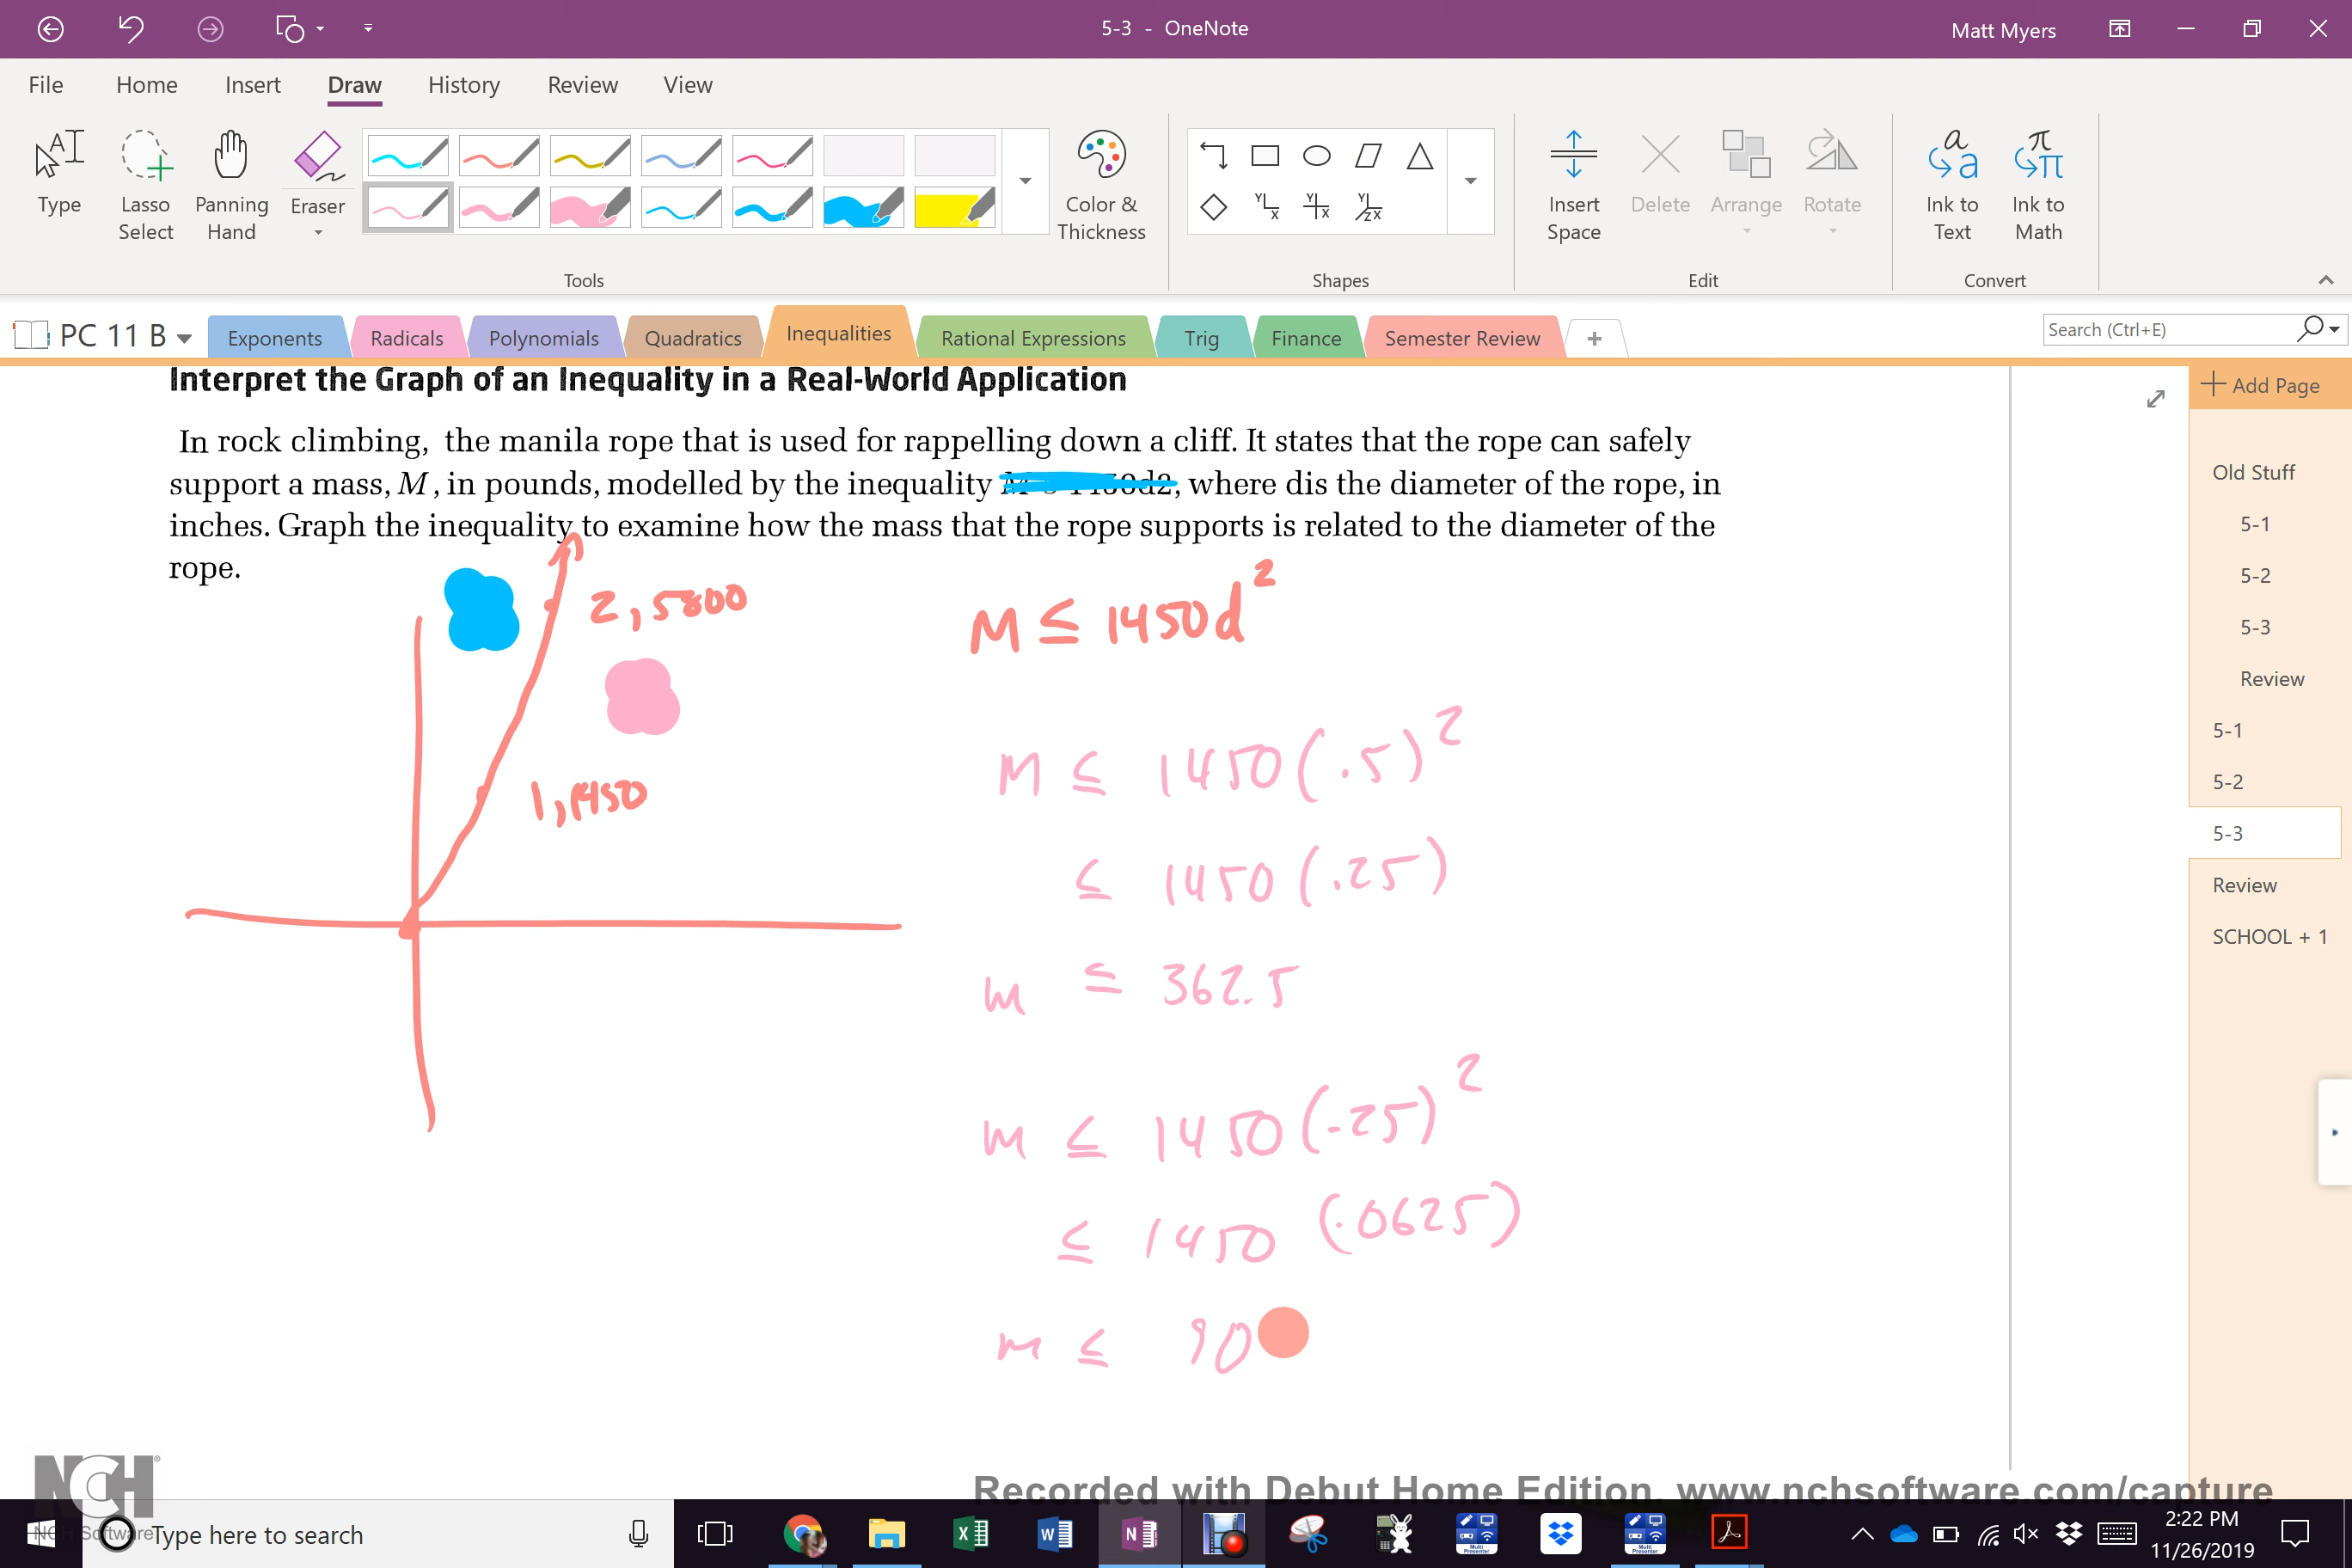 5-3 - OneNote
Matt Myers
File Home Insert Draw History Review View
Type
Lasso Select
Panning Hand
Eraser
Color & Thickness
Insert Space
Delete
Arrange
Rotate
Ink to Text
Ink to Math
Tools
Shapes
Edit
Convert
PC 11 B
Exponents
Radicals
Polynomials
Quadratics
Inequalities
Rational Expressions
Trig
Finance
Semester Review
Search (Ctrl+E)
Add Page
Old Stuff
5-1
5-2
5-3
Review
5-1
5-2
5-3
Review
SCHOOL + 1
Interpret the Graph of an Inequality in a Real-World Application
In rock climbing, the manila rope that is used for rappelling down a cliff. It states that the rope can safely
support a mass, M, in pounds, modelled by the inequality , where dis the diameter of the rope, in
inches. Graph the inequality to examine how the mass that the rope supports is related to the diameter of the
rope.
2, 5800
1, 1450
M ≤ 1450d²
M ≤ 1450(.5)²
≤ 1450(.25)
m ≤ 362.5
m ≤ 1450(.25)²
≤ 1450 (.0625)
m ≤ 90
NCH
NCH Software
Recorded with Debut Home Edition. www.nchsoftware.com/capture
Type here to search
2:22 PM
11/26/2019